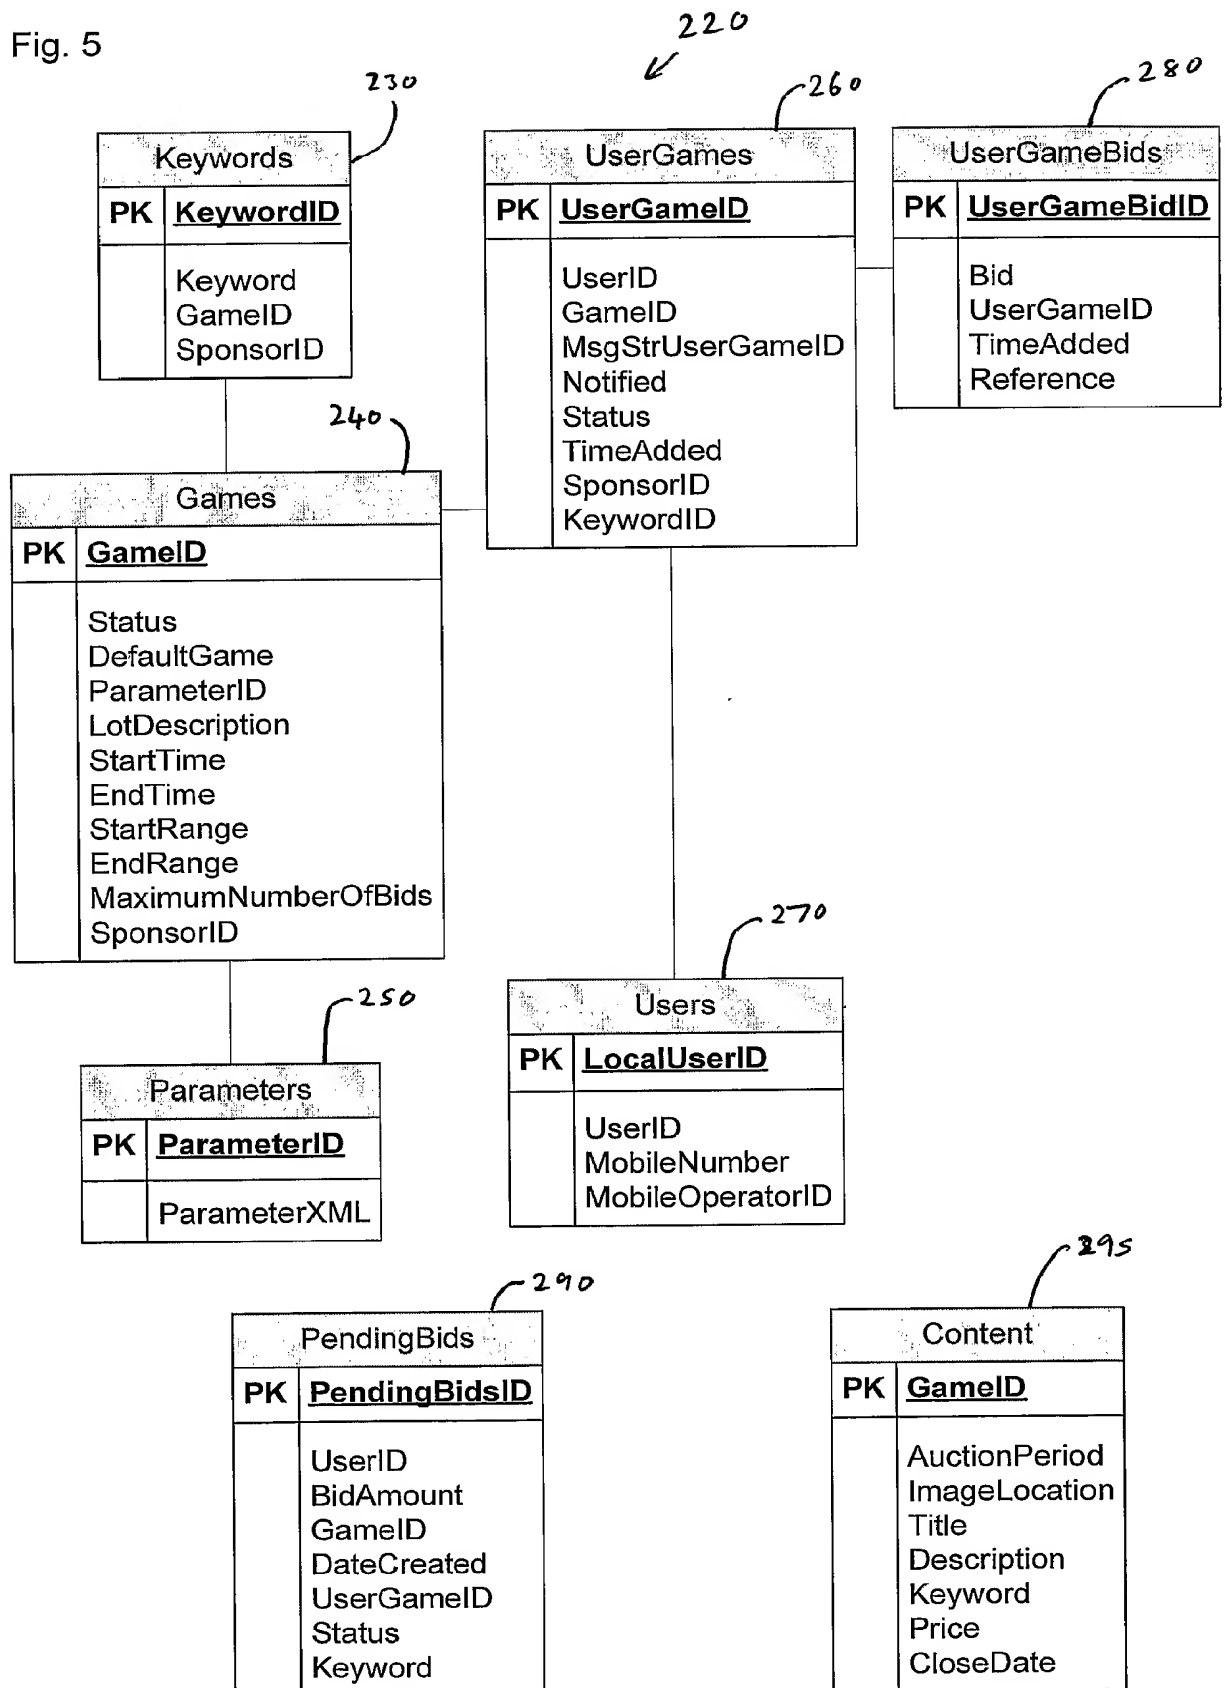 Fig. 5
220
230
Keywords
PK KeywordID
Keyword
GameID
SponsorID
260
UserGames
PK UserGameID
UserID
GameID
MsgStrUserGameID
Notified
Status
TimeAdded
SponsorID
KeywordID
280
UserGameBids
PK UserGameBidID
Bid
UserGameID
TimeAdded
Reference
240
Games
PK GameID
Status
DefaultGame
ParameterID
LotDescription
StartTime
EndTime
StartRange
EndRange
MaximumNumberOfBids
SponsorID
250
Parameters
PK ParameterID
ParameterXML
270
Users
PK LocalUserID
UserID
MobileNumber
MobileOperatorID
290
PendingBids
PK PendingBidsID
UserID
BidAmount
GameID
DateCreated
UserGameID
Status
Keyword
295
Content
PK GameID
AuctionPeriod
ImageLocation
Title
Description
Keyword
Price
CloseDate